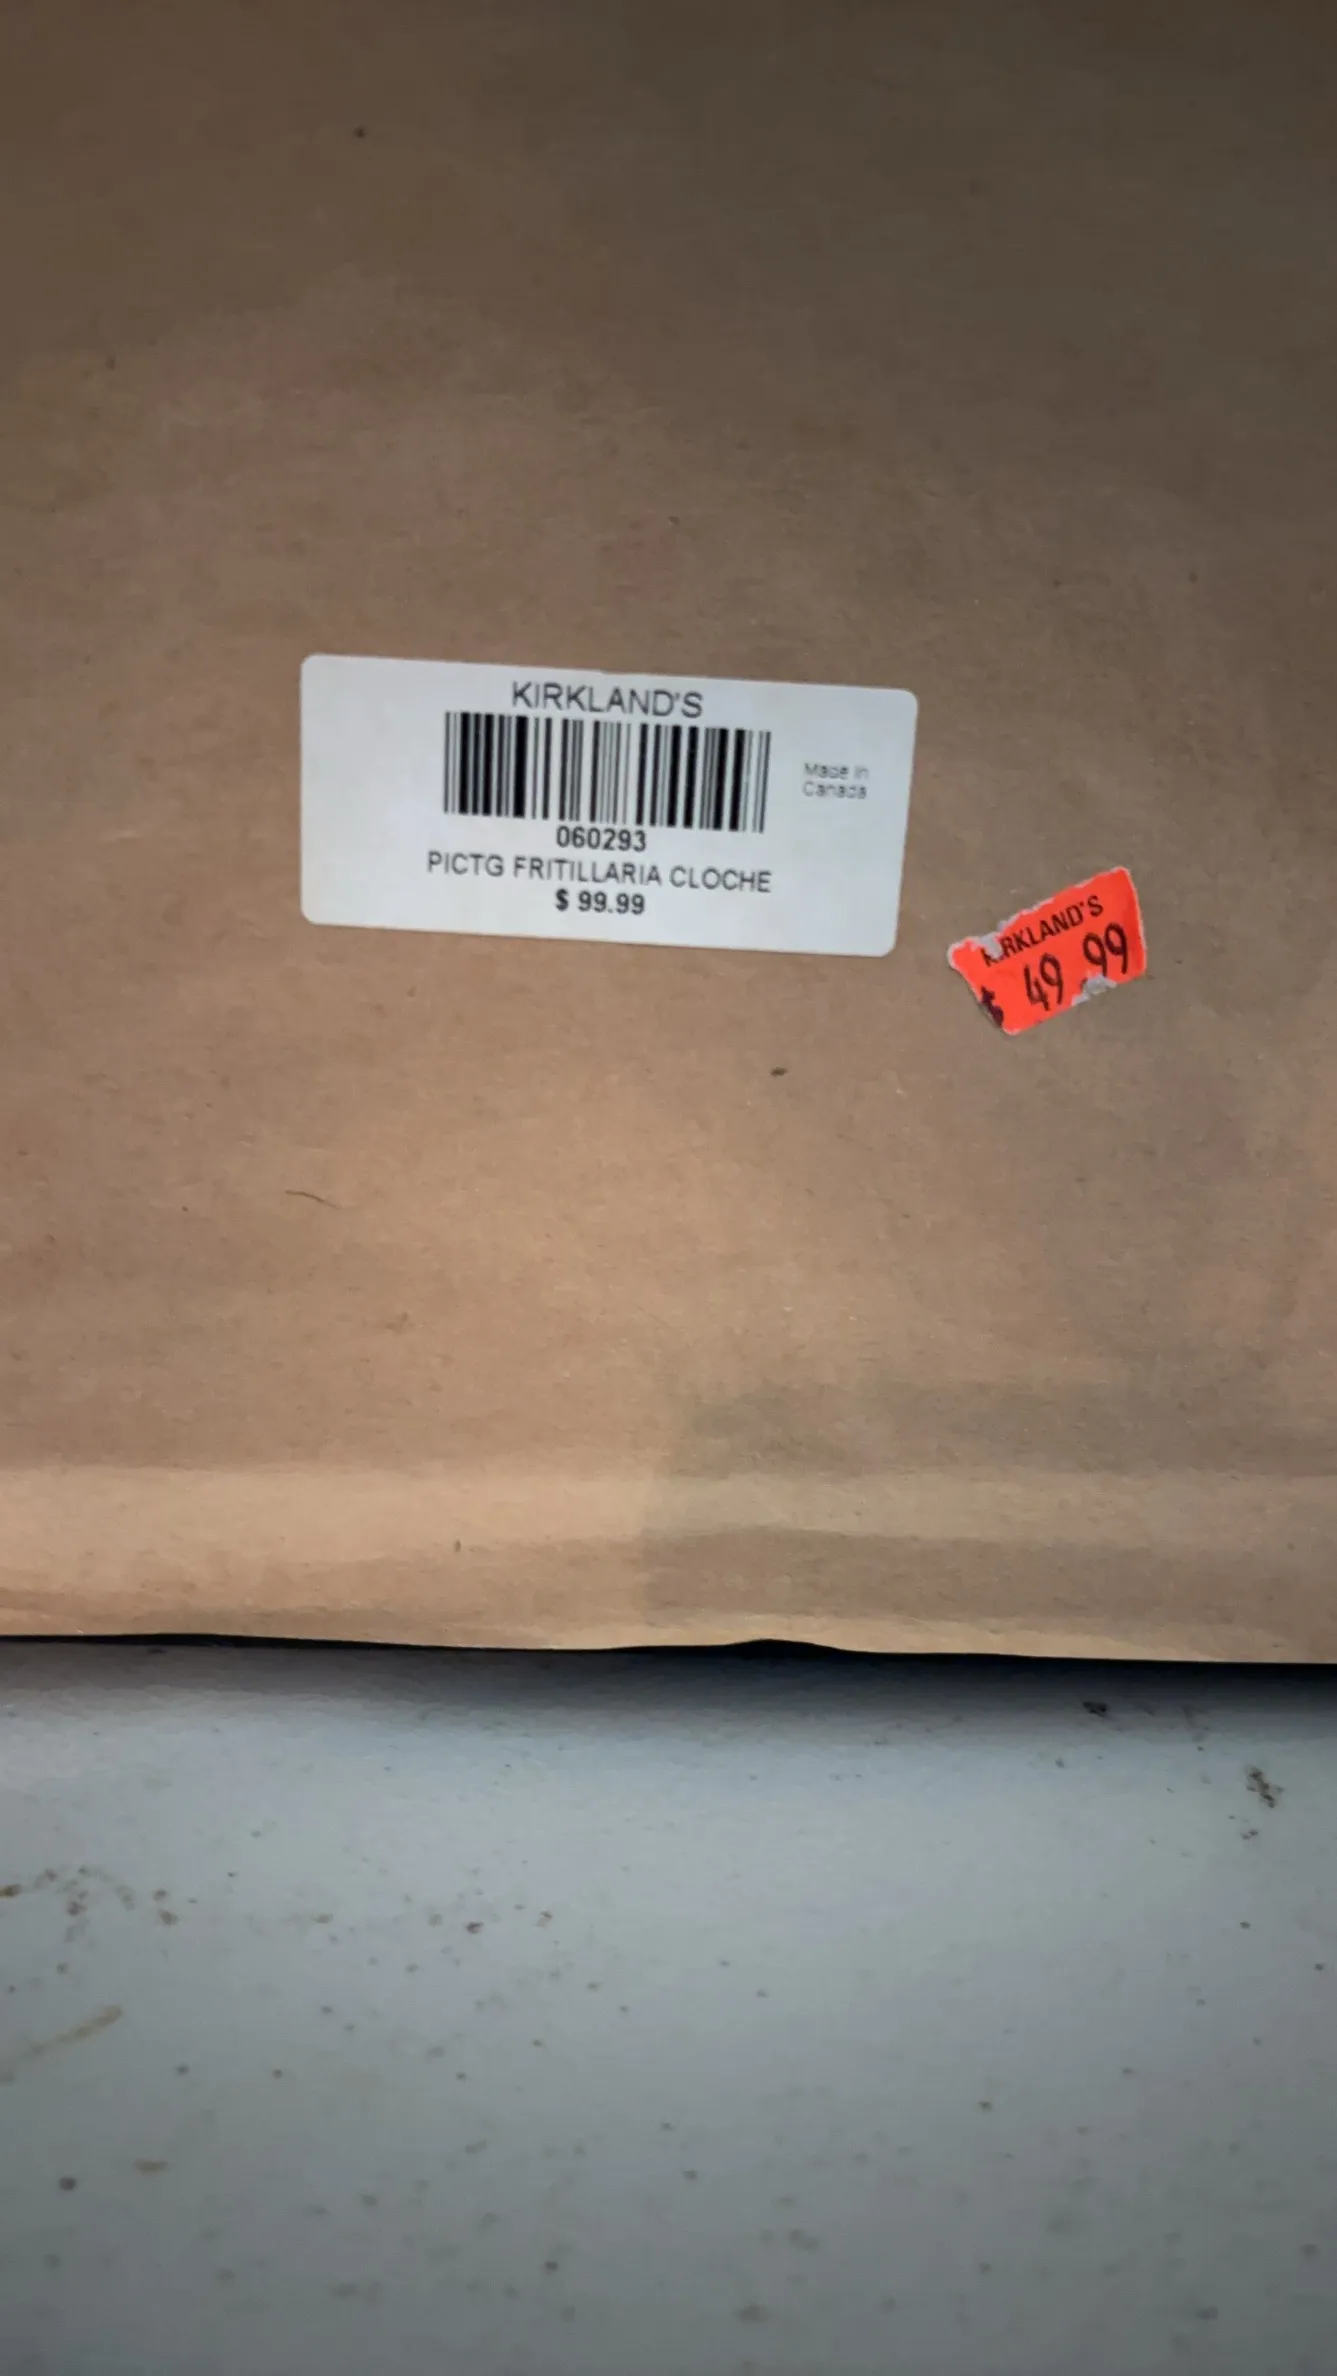 KIRKLAND'S
Made in
Canada
060293
PICTG FRITILLARIA CLOCHE
$ 99.99
KIRKLAND'S
$ 49.99